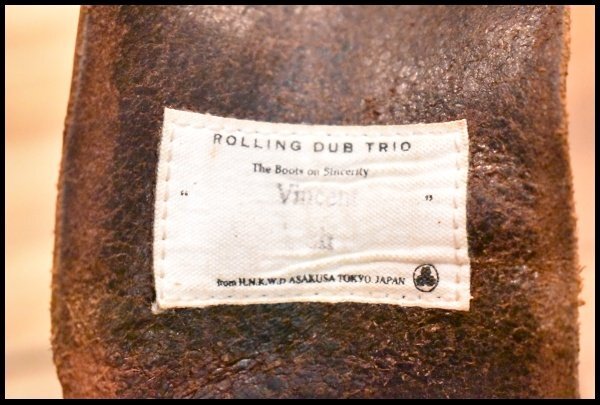 ROLLING DUB TRIO
The Boots on Sincerity
" Vincent "
from H.N.K.W.D ASAKUSA TOKYO JAPAN